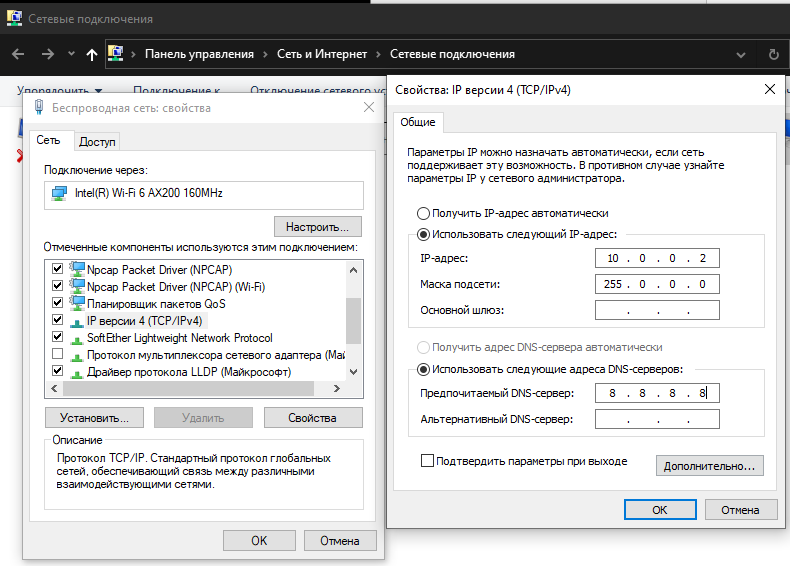 Сетевые подключения
Панель управления › Сеть и Интернет › Сетевые подключения
Упорядочить Подключение к Отключение сетевого ус
Беспроводная сеть: свойства
Сеть Доступ
Подключение через:
Intel(R) Wi-Fi 6 AX200 160MHz
Настроить...
Отмеченные компоненты используются этим подключением:
Npcap Packet Driver (NPCAP)
Npcap Packet Driver (NPCAP) (Wi-Fi)
Планировщик пакетов QoS
IP версии 4 (TCP/IPv4)
SoftEther Lightweight Network Protocol
Протокол мультиплексора сетевого адаптера (Май
Драйвер протокола LLDP (Майкрософт)
Установить... Удалить Свойства
Описание
Протокол TCP/IP. Стандартный протокол глобальных
сетей, обеспечивающий связь между различными
взаимодействующими сетями.
OK Отмена
Свойства: IP версии 4 (TCP/IPv4)
Общие
Параметры IP можно назначать автоматически, если сеть
поддерживает эту возможность. В противном случае узнайте
параметры IP у сетевого администратора.
Получить IP-адрес автоматически
Использовать следующий IP-адрес:
IP-адрес: 10 . 0 . 0 . 2
Маска подсети: 255 . 0 . 0 . 0
Основной шлюз: . . .
Получить адрес DNS-сервера автоматически
Использовать следующие адреса DNS-серверов:
Предпочитаемый DNS-сервер: 8 . 8 . 8 . 8
Альтернативный DNS-сервер: . . .
Подтвердить параметры при выходе
Дополнительно...
OK Отмена